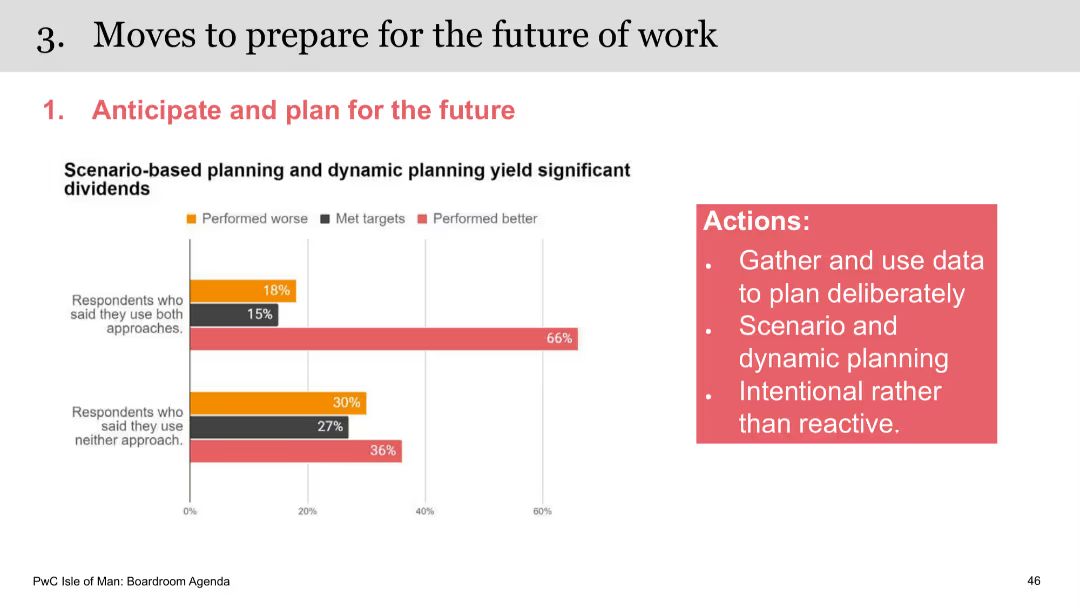 3. Moves to prepare for the future of work
1. Anticipate and plan for the future
Scenario-based planning and dynamic planning yield significant
dividends
Performed worse Met targets Performed better
Respondents who
said they use both
approaches.
18%
15%
66%
Respondents who
said they use
neither approach.
30%
27%
36%
0% 20% 40% 60%
Actions:
• Gather and use data
to plan deliberately
• Scenario and
dynamic planning
• Intentional rather
than reactive.
PwC Isle of Man: Boardroom Agenda
46